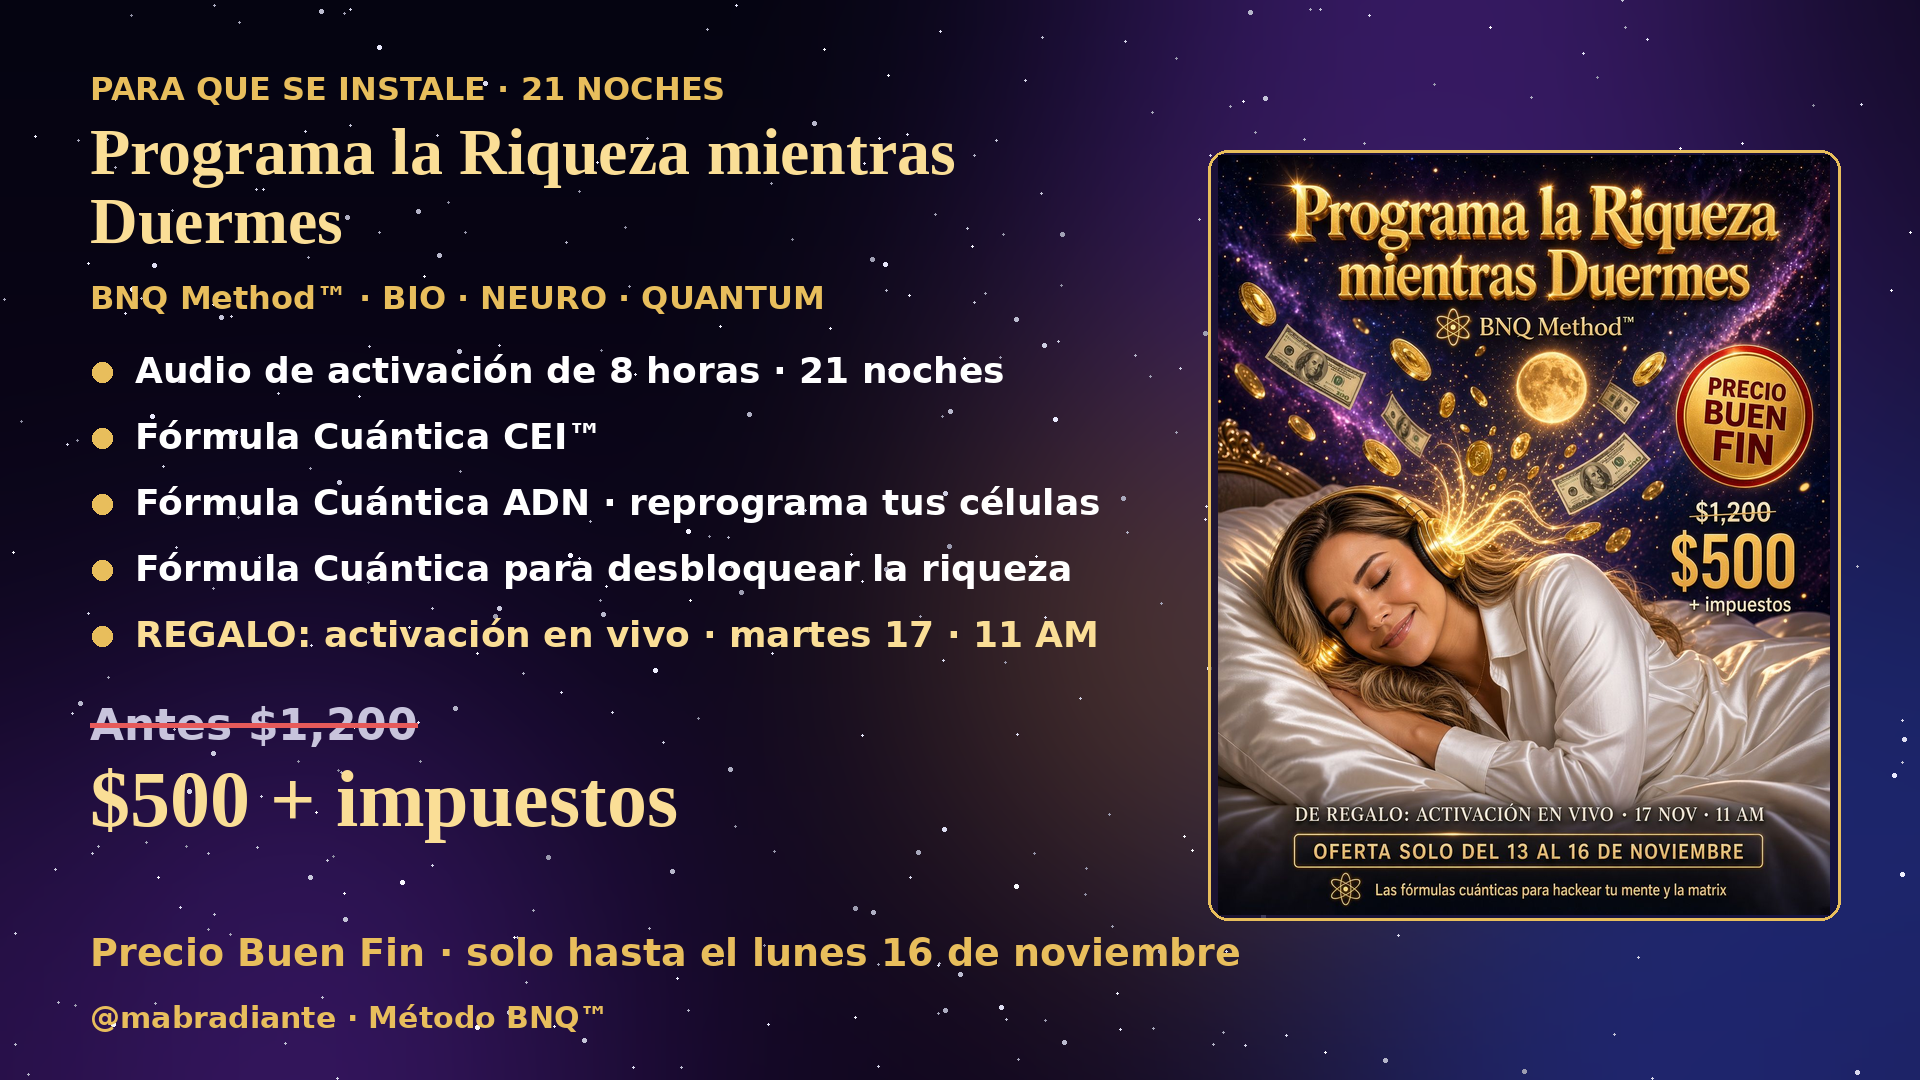 PARA QUE SE INSTALE · 21 NOCHES
Programa la Riqueza mientras
Duermes
BNQ Method™ · BIO · NEURO · QUANTUM
Audio de activación de 8 horas · 21 noches
Fórmula Cuántica CEI™
Fórmula Cuántica ADN · reprograma tus células
Fórmula Cuántica para desbloquear la riqueza
REGALO: activación en vivo · martes 17 · 11 AM
Antes $1,200
$500 + impuestos
Precio Buen Fin · solo hasta el lunes 16 de noviembre
@mabradiante · Método BNQ™
Programa la Riqueza
mientras Duermes
BNQ Method™
PRECIO
BUEN
FIN
$1,200
$500
+ impuestos
DE REGALO: ACTIVACIÓN EN VIVO · 17 NOV · 11 AM
OFERTA SOLO DEL 13 AL 16 DE NOVIEMBRE
Las fórmulas cuánticas para hackear tu mente y la matrix